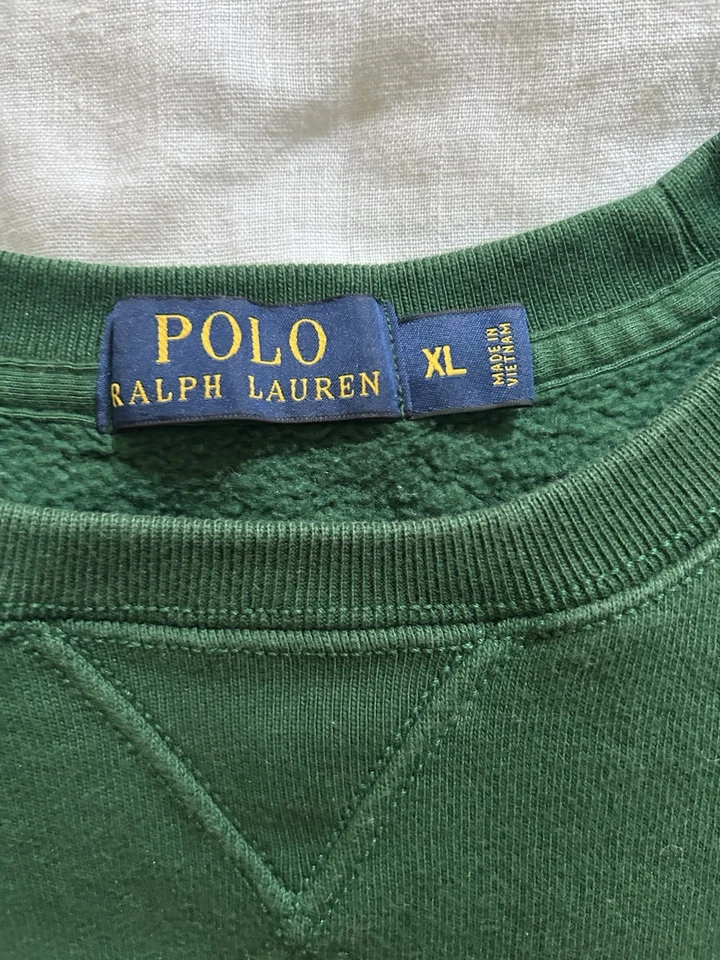 POLO
RALPH LAUREN
XL
MADE IN
VIETNAM